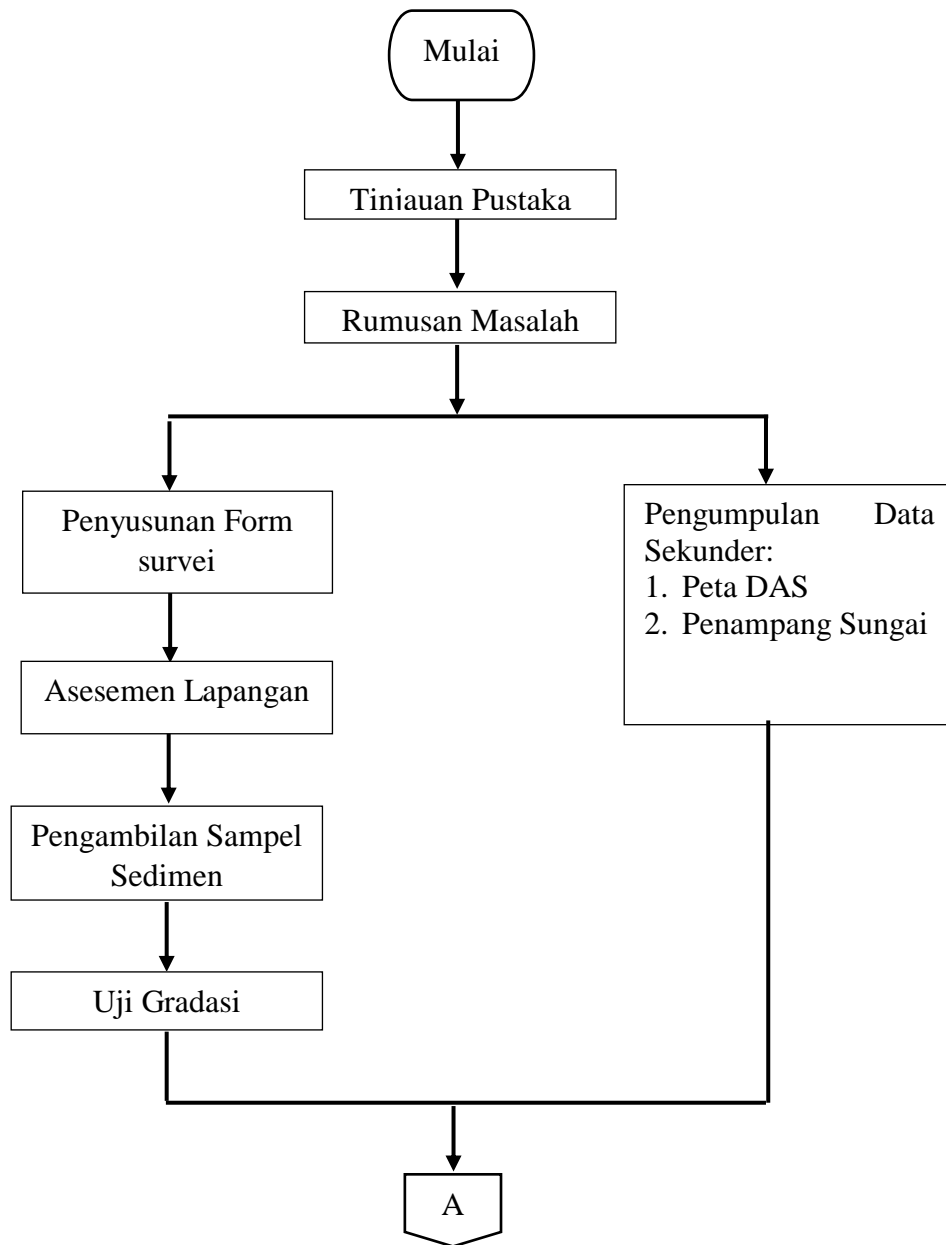 Mulai
Tiniauan Pustaka
Rumusan Masalah
Penyusunan Form
survei
Asesemen Lapangan
Pengambilan Sampel
Sedimen
Uji Gradasi
Pengumpulan Data
Sekunder:
1. Peta DAS
2. Penampang Sungai
A